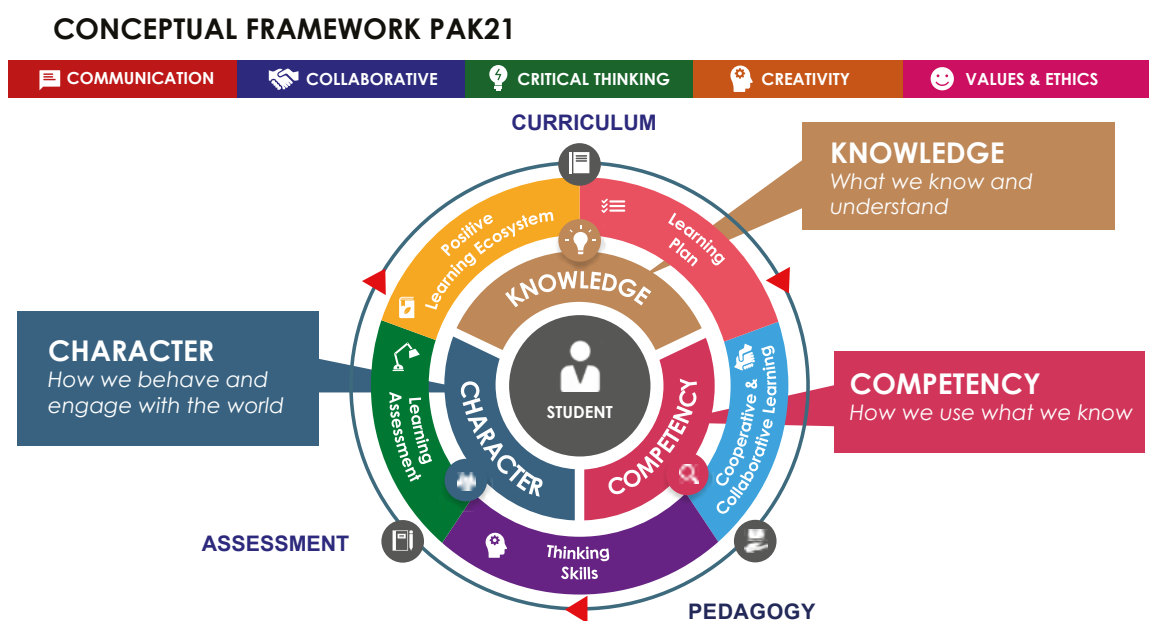 CONCEPTUAL FRAMEWORK PAK21
COMMUNICATION
COLLABORATIVE
CRITICAL THINKING
CREATIVITY
VALUES & ETHICS
CURRICULUM
KNOWLEDGE
What we know and
understand
Positive
Learning Ecosystem
Learning
Plan
KNOWLEDGE
CHARACTER
How we behave and
engage with the world
STUDENT
COMPETENCY
How we use what we know
Learning
Assessment
CHARACTER
COMPETENCY
Cooperative &
Collaborative Learning
Thinking
Skills
ASSESSMENT
PEDAGOGY